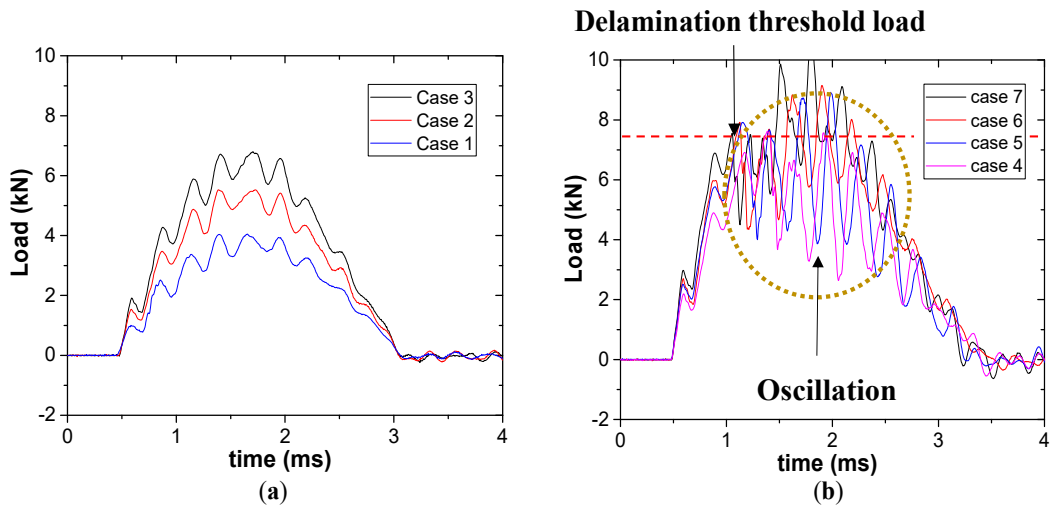 Delamination threshold load
10
8
6
4
2
0
-2
Load (kN)
Case 3
Case 2
Case 1
0
1
2
3
4
time (ms)
(a)
10
8
6
4
2
0
-2
Load (kN)
case 7
case 6
case 5
case 4
Oscillation
0
1
2
3
4
time (ms)
(b)